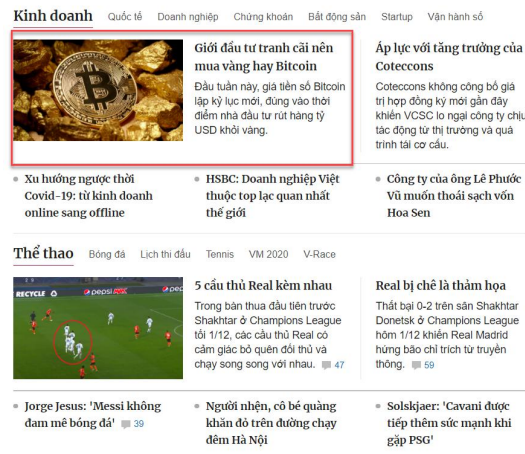 Kinh doanh Quốc tế Doanh nghiệp Chứng khoán Bất động sản Startup Vận hành số
Giới đầu tư tranh cãi nên
mua vàng hay Bitcoin
Đầu tuần này, giá tiền số Bitcoin
lập kỷ lục mới, đúng vào thời
điểm nhà đầu tư rút hàng tỷ
USD khỏi vàng.
Áp lực với tăng trưởng của
Coteccons
Coteccons không công bố giá
trị hợp đồng ký mới gần đây
khiến VCSC lo ngại công ty chịu
tác động từ thị trường và quá
trình tái cơ cấu.
Xu hướng ngược thời
Covid-19: từ kinh doanh
online sang offline
HSBC: Doanh nghiệp Việt
thuộc top lạc quan nhất
thế giới
Công ty của ông Lê Phước
Vũ muốn thoái sạch vốn
Hoa Sen
Thể thao Bóng đá Lịch thi đấu Tennis VM 2020 V-Race
RECYCLE pepsi MAX pep
5 cầu thủ Real kèm nhau
Trong bàn thua đầu tiên trước
Shakhtar ở Champions League
tối 1/12, các cầu thủ Real có
cảm giác bỏ quên đối thủ và
chạy song song với nhau. 47
Real bị chê là thảm họa
Thất bại 0-2 trên sân Shakhtar
Donetsk ở Champions League
hôm 1/12 khiến Real Madrid
hứng bão chỉ trích từ truyền
thông. 59
Jorge Jesus: 'Messi không
đam mê bóng đá' 39
Người nhện, cô bé quàng
khăn đỏ trên đường chạy
đêm Hà Nội
Solskjaer: 'Cavani được
tiếp thêm sức mạnh khi
gặp PSG'